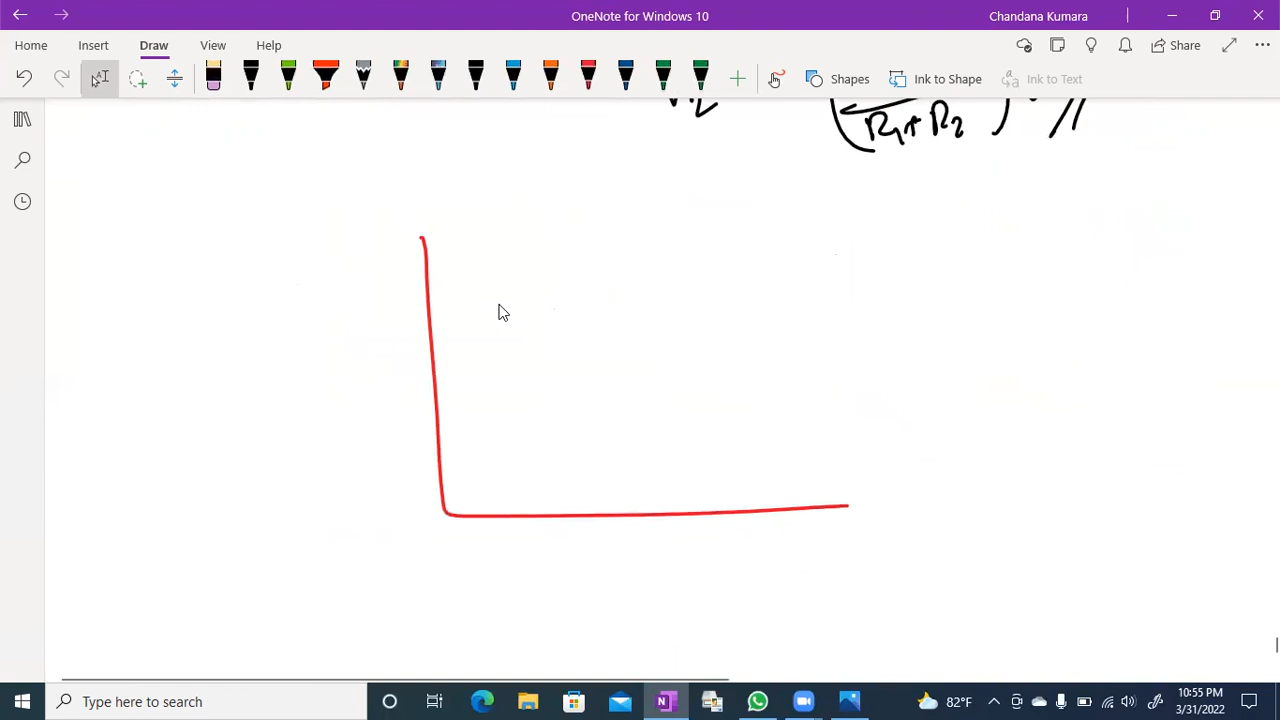 OneNote for Windows 10
Chandana Kumara
Home Insert Draw View Help
Share
Shapes Ink to Shape Ink to Text
R1+R2
Type here to search
82°F
10:55 PM
3/31/2022